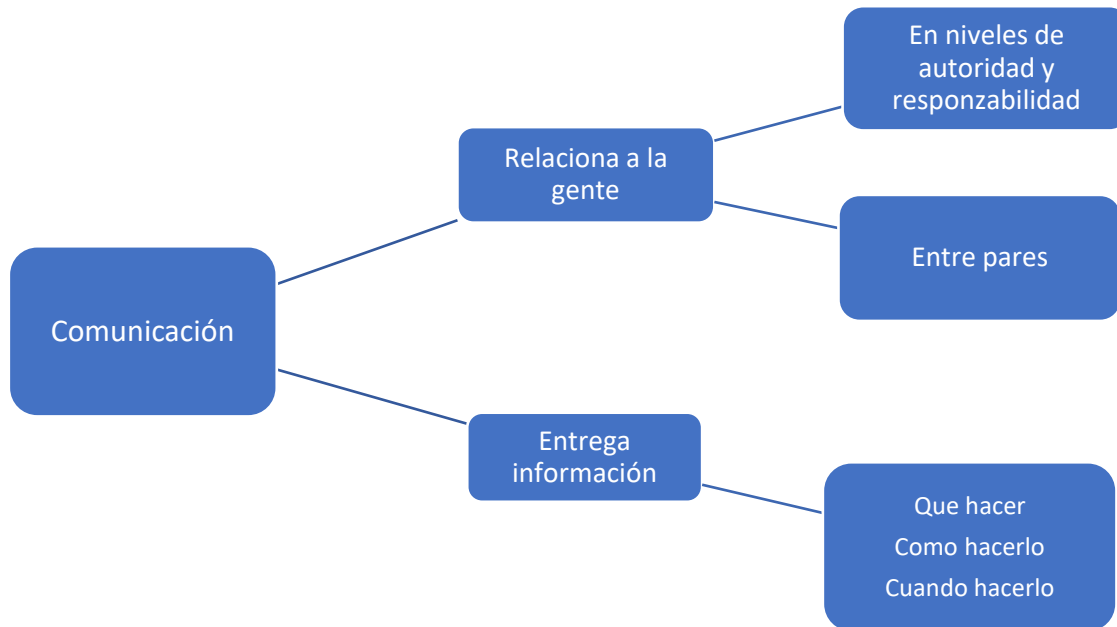 Comunicación
Relaciona a la
gente
En niveles de
autoridad y
responzabilidad
Entre pares
Entrega
información
Que hacer
Como hacerlo
Cuando hacerlo